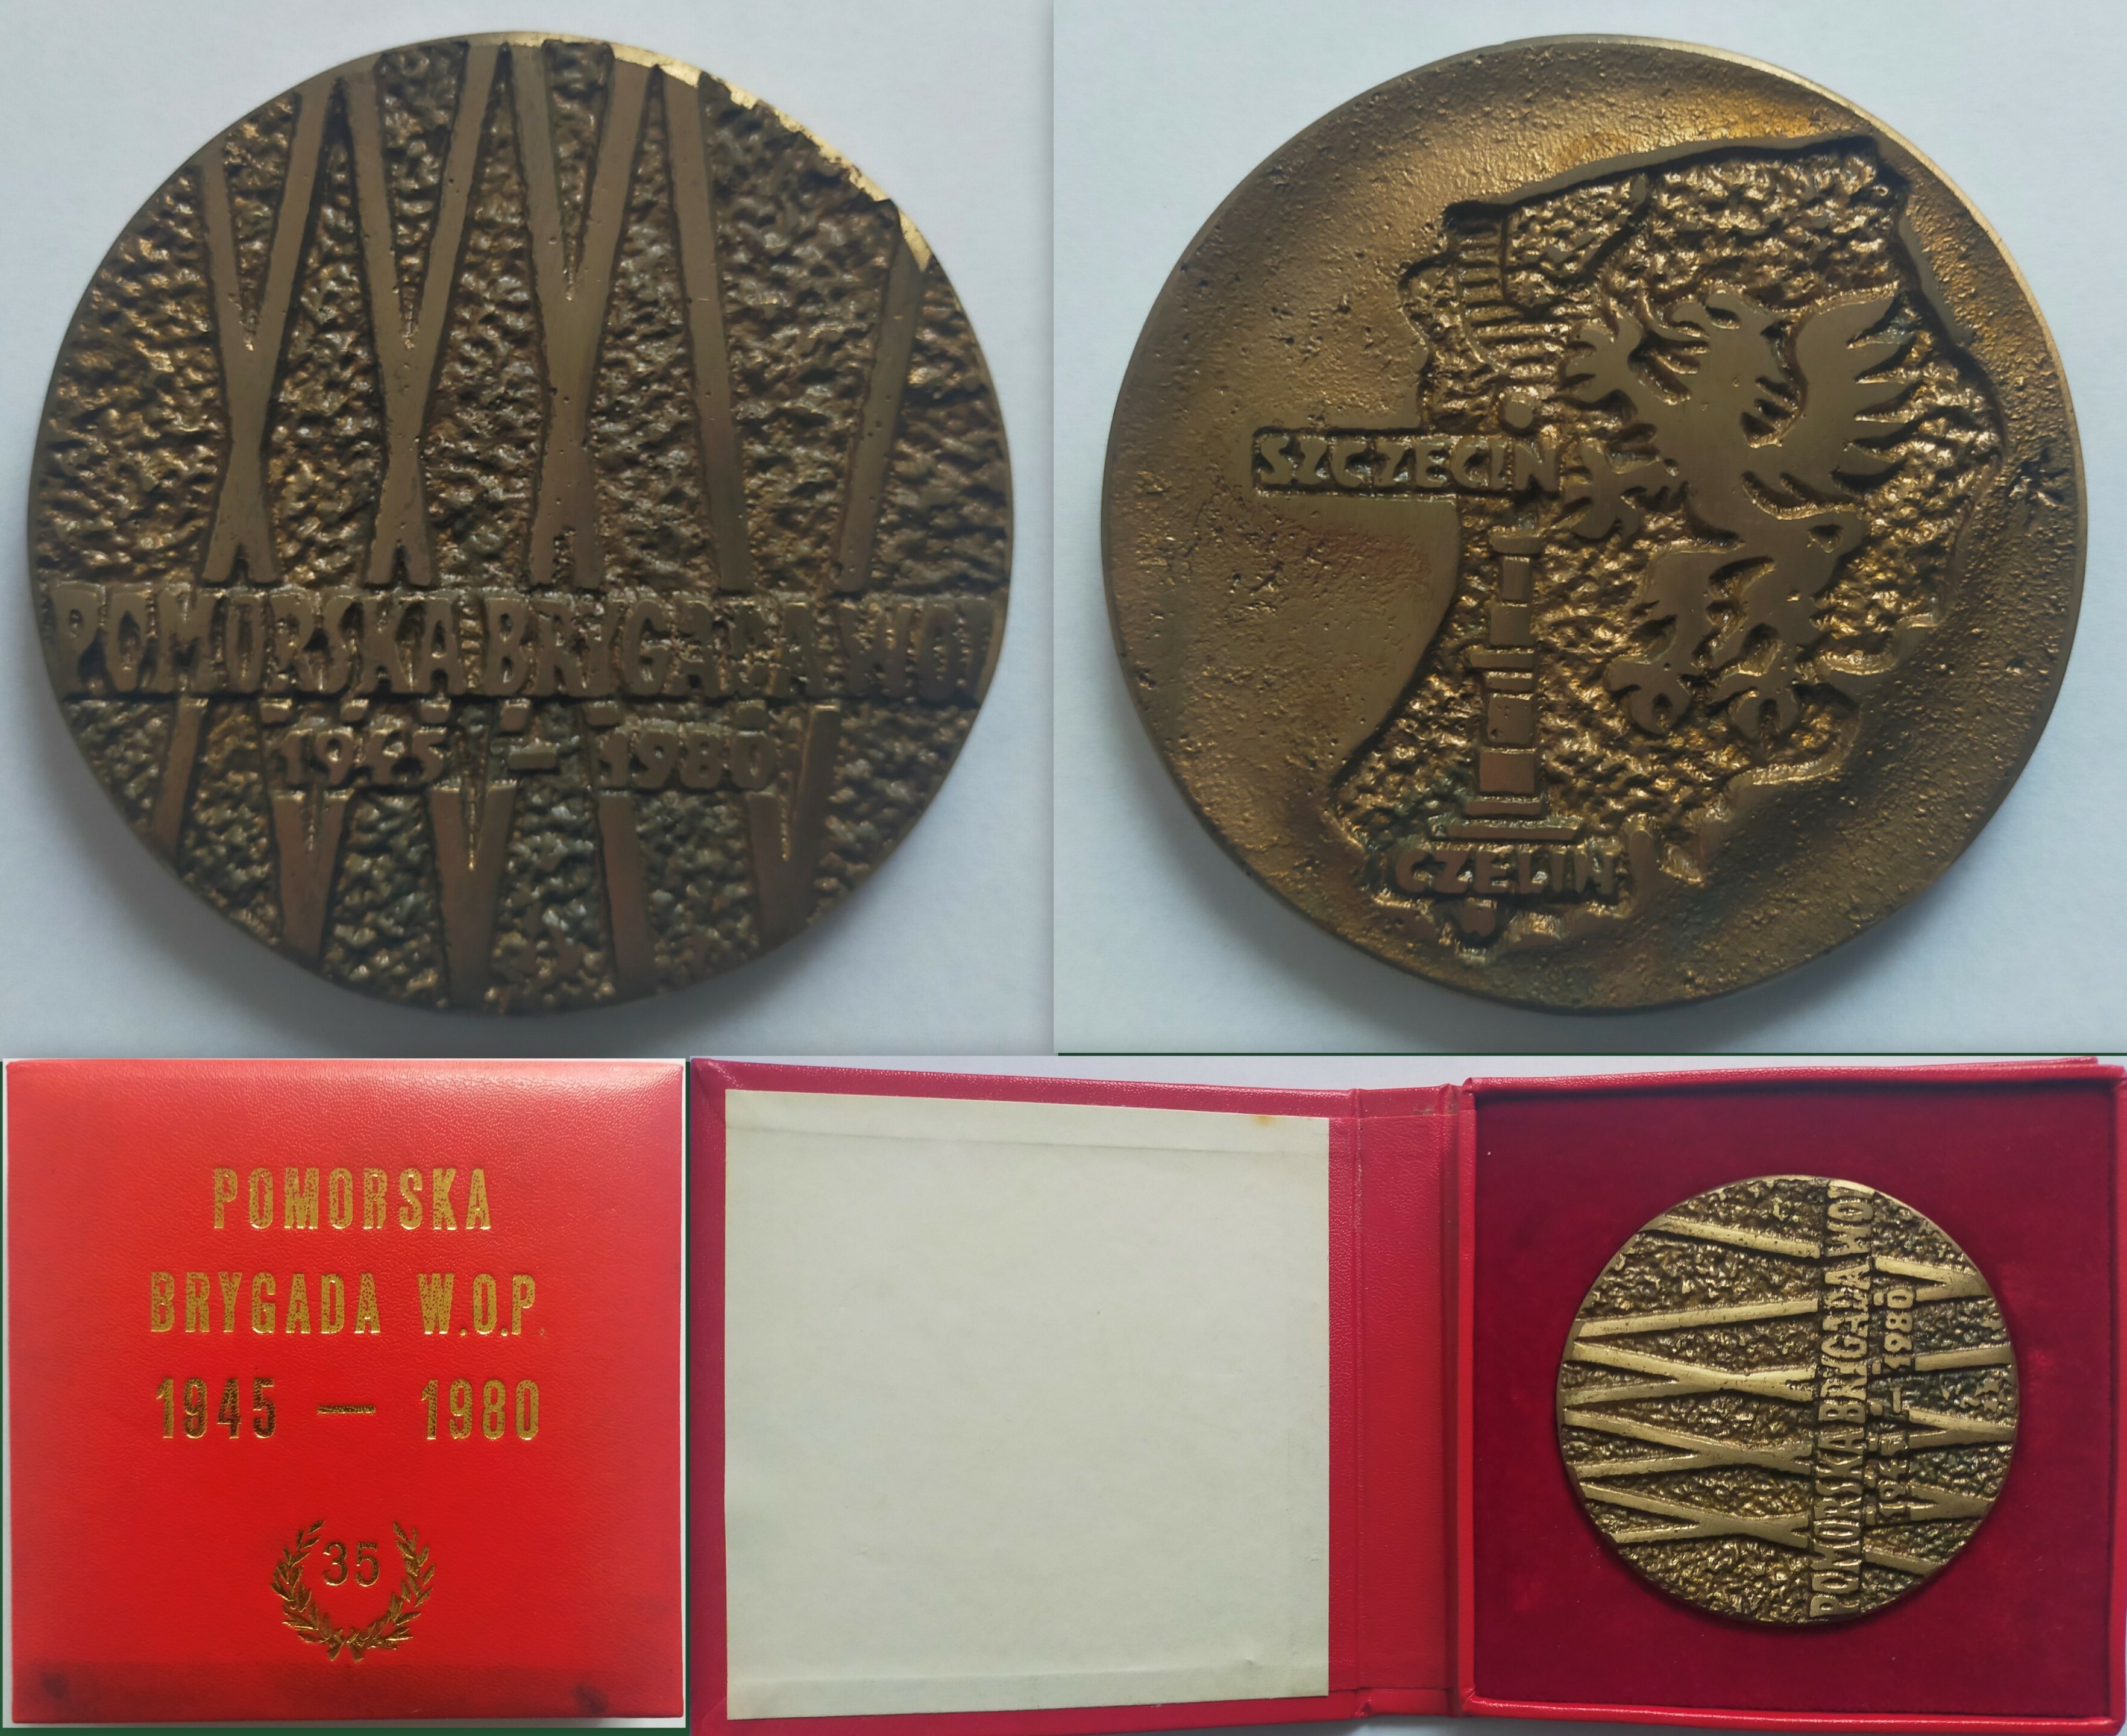 XXXV
POMORSKA BRYGADA WOP
1945 - 1980
SZCZECIN
CZELIN
POMORSKA
BRYGADA W.O.P.
1945 — 1980
35
XXXV
POMORSKA BRYGADA WOP
1945 - 1980